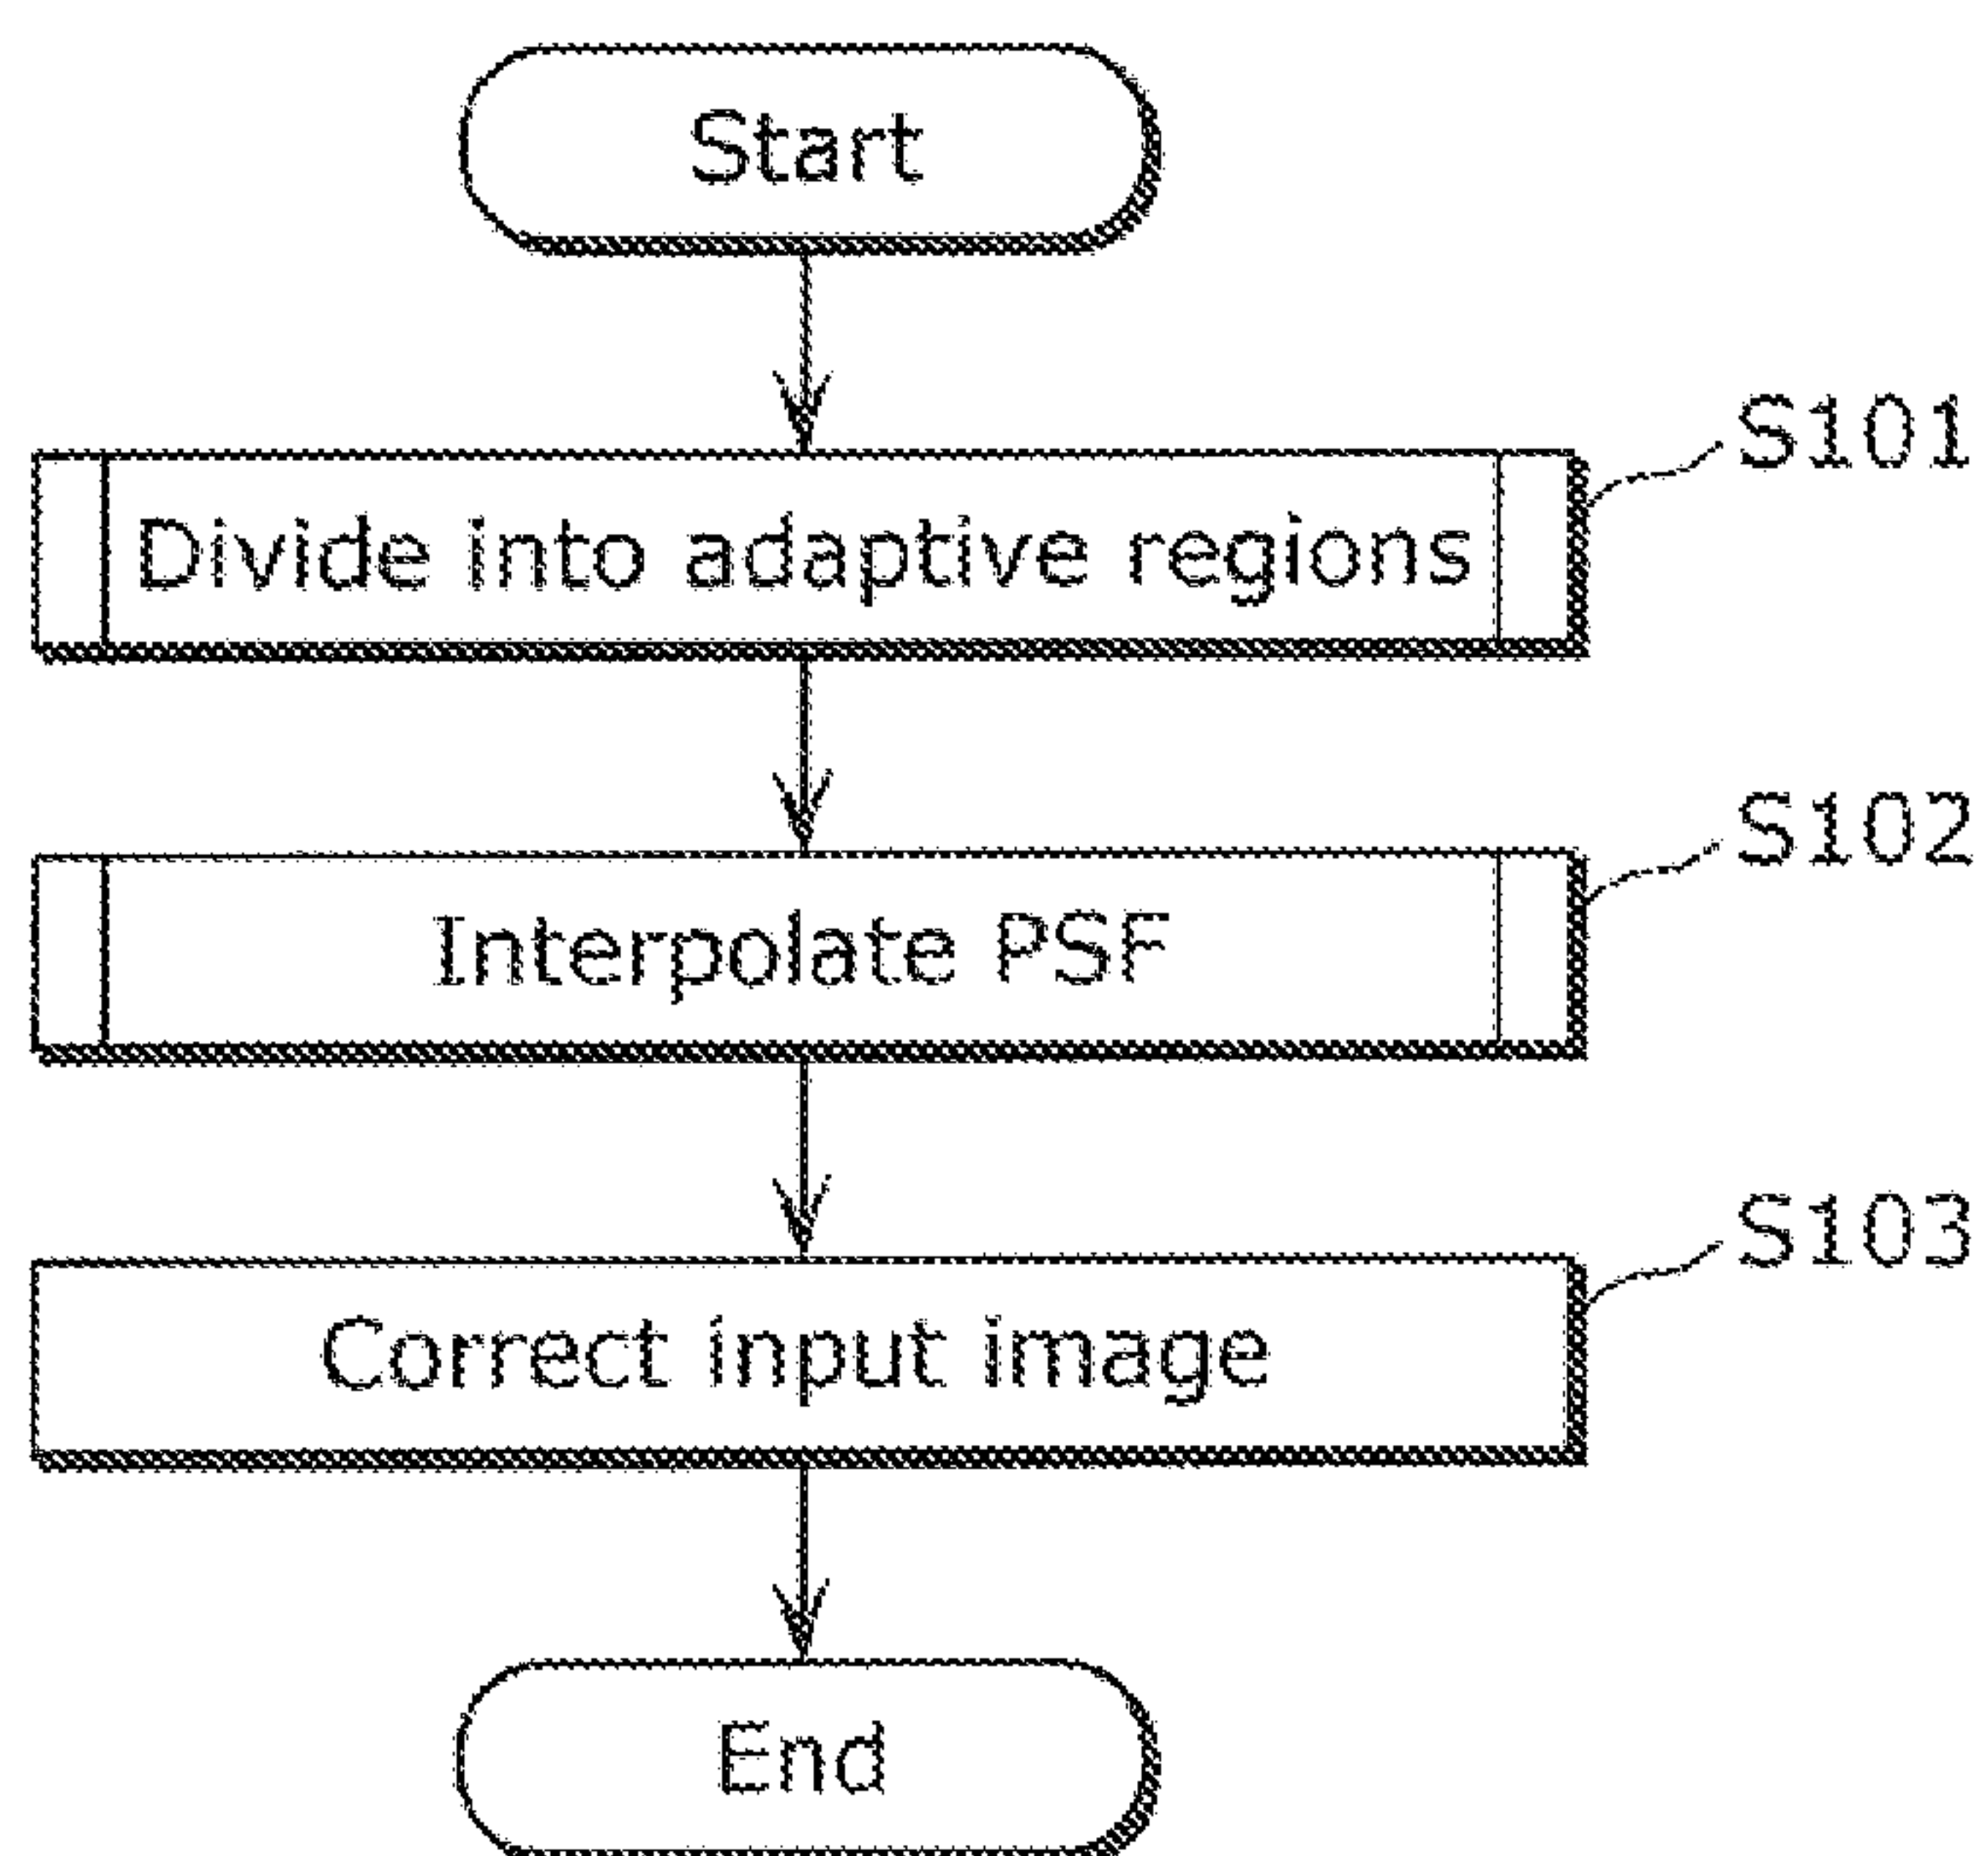 Start
S101
Divide into adaptive regions
S102
Interpolate PSF
S103
Correct input image
End